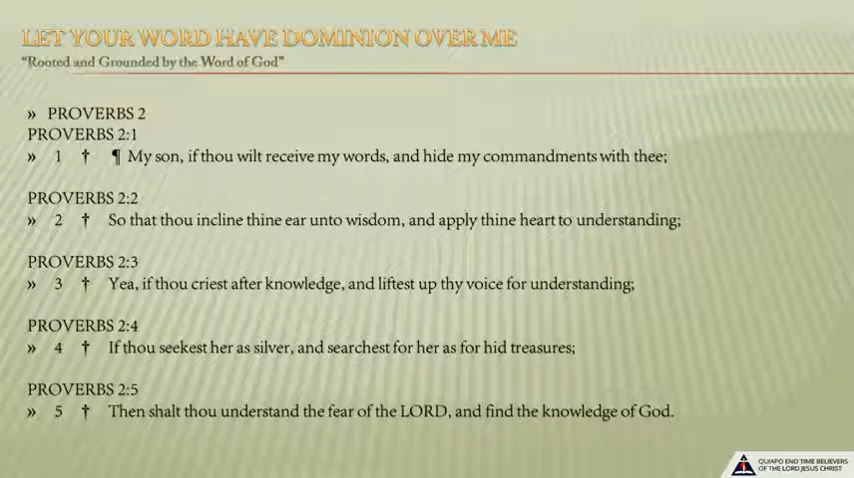 LET YOUR WORD HAVE DOMINION OVER ME
"Rooted and Grounded by the Word of God"
» PROVERBS 2
PROVERBS 2:1
» 1 † ¶ My son, if thou wilt receive my words, and hide my commandments with thee;
PROVERBS 2:2
» 2 † So that thou incline thine ear unto wisdom, and apply thine heart to understanding;
PROVERBS 2:3
» 3 † Yea, if thou criest after knowledge, and liftest up thy voice for understanding;
PROVERBS 2:4
» 4 † If thou seekest her as silver, and searchest for her as for hid treasures;
PROVERBS 2:5
» 5 † Then shalt thou understand the fear of the LORD, and find the knowledge of God.
QUIAPO END TIME BELIEVERS
OF THE LORD JESUS CHRIST